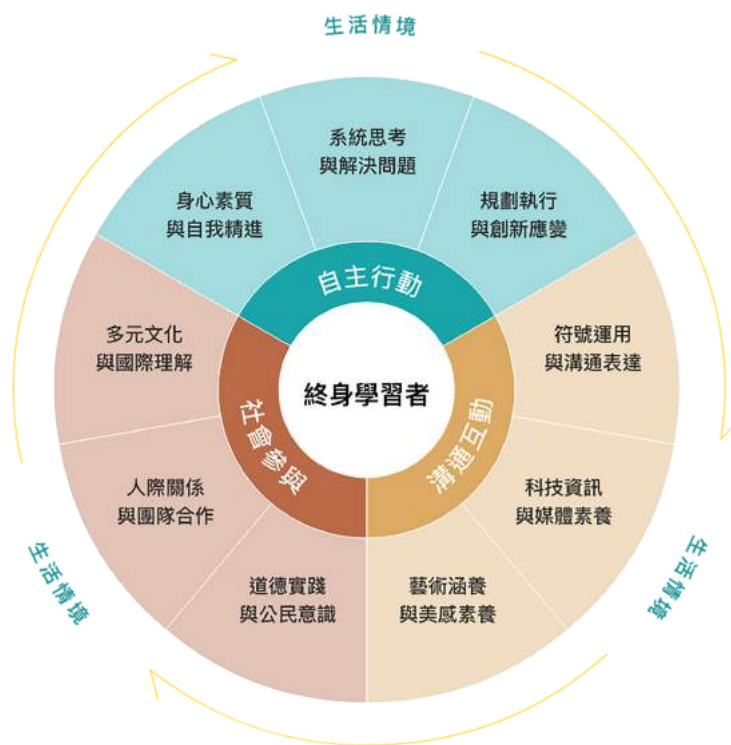 生活情境
系統思考
與解決問題
身心素質
與自我精進
規劃執行
與創新應變
自主行動
多元文化
與國際理解
符號運用
與溝通表達
終身學習者
社會參與
溝通互動
人際關係
與團隊合作
科技資訊
與媒體素養
生活情境
生活情境
道德實踐
與公民意識
藝術涵養
與美感素養